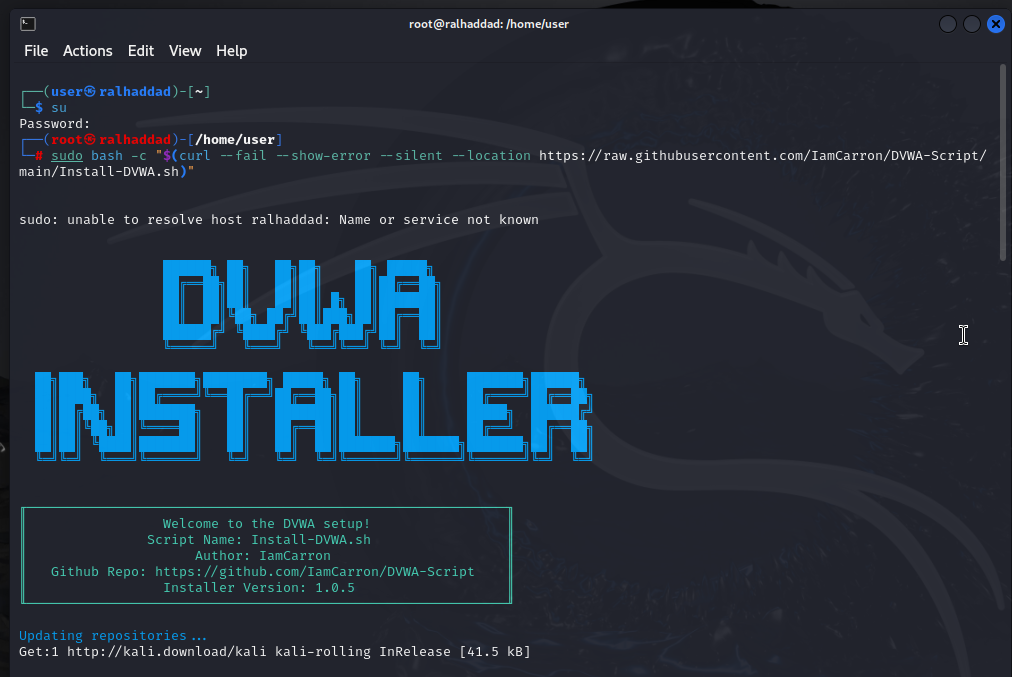 root@ralhaddad: /home/user
File Actions Edit View Help
┌──(user㉿ralhaddad)-[~]
└─$ su
Password:
┌──(root㉿ralhaddad)-[/home/user]
└─# sudo bash -c "$(curl --fail --show-error --silent --location https://raw.githubusercontent.com/IamCarron/DVWA-Script/
main/Install-DVWA.sh)"
sudo: unable to resolve host ralhaddad: Name or service not known
DVWA
INSTALLER
Welcome to the DVWA setup!
Script Name: Install-DVWA.sh
Author: IamCarron
Github Repo: https://github.com/IamCarron/DVWA-Script
Installer Version: 1.0.5
Updating repositories...
Get:1 http://kali.download/kali kali-rolling InRelease [41.5 kB]